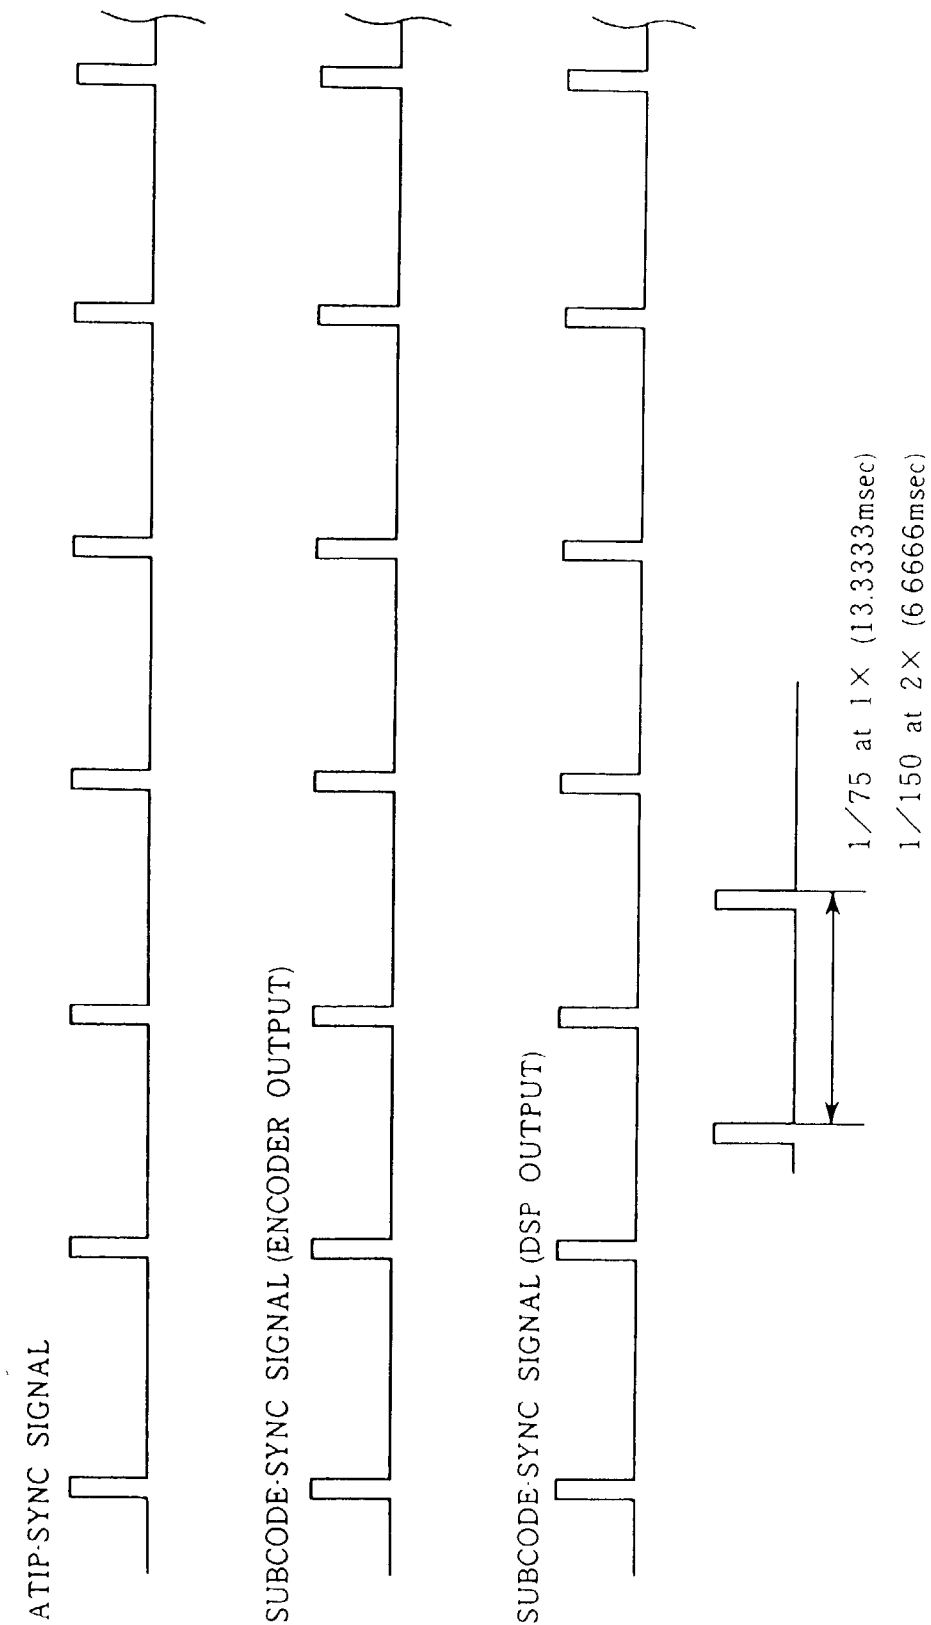 ATIP-SYNC SIGNAL
SUBCODE-SYNC SIGNAL (ENCODER OUTPUT)
SUBCODE-SYNC SIGNAL (DSP OUTPUT)
1/75 at 1× (13.3333msec)
1/150 at 2× (6 6666msec)